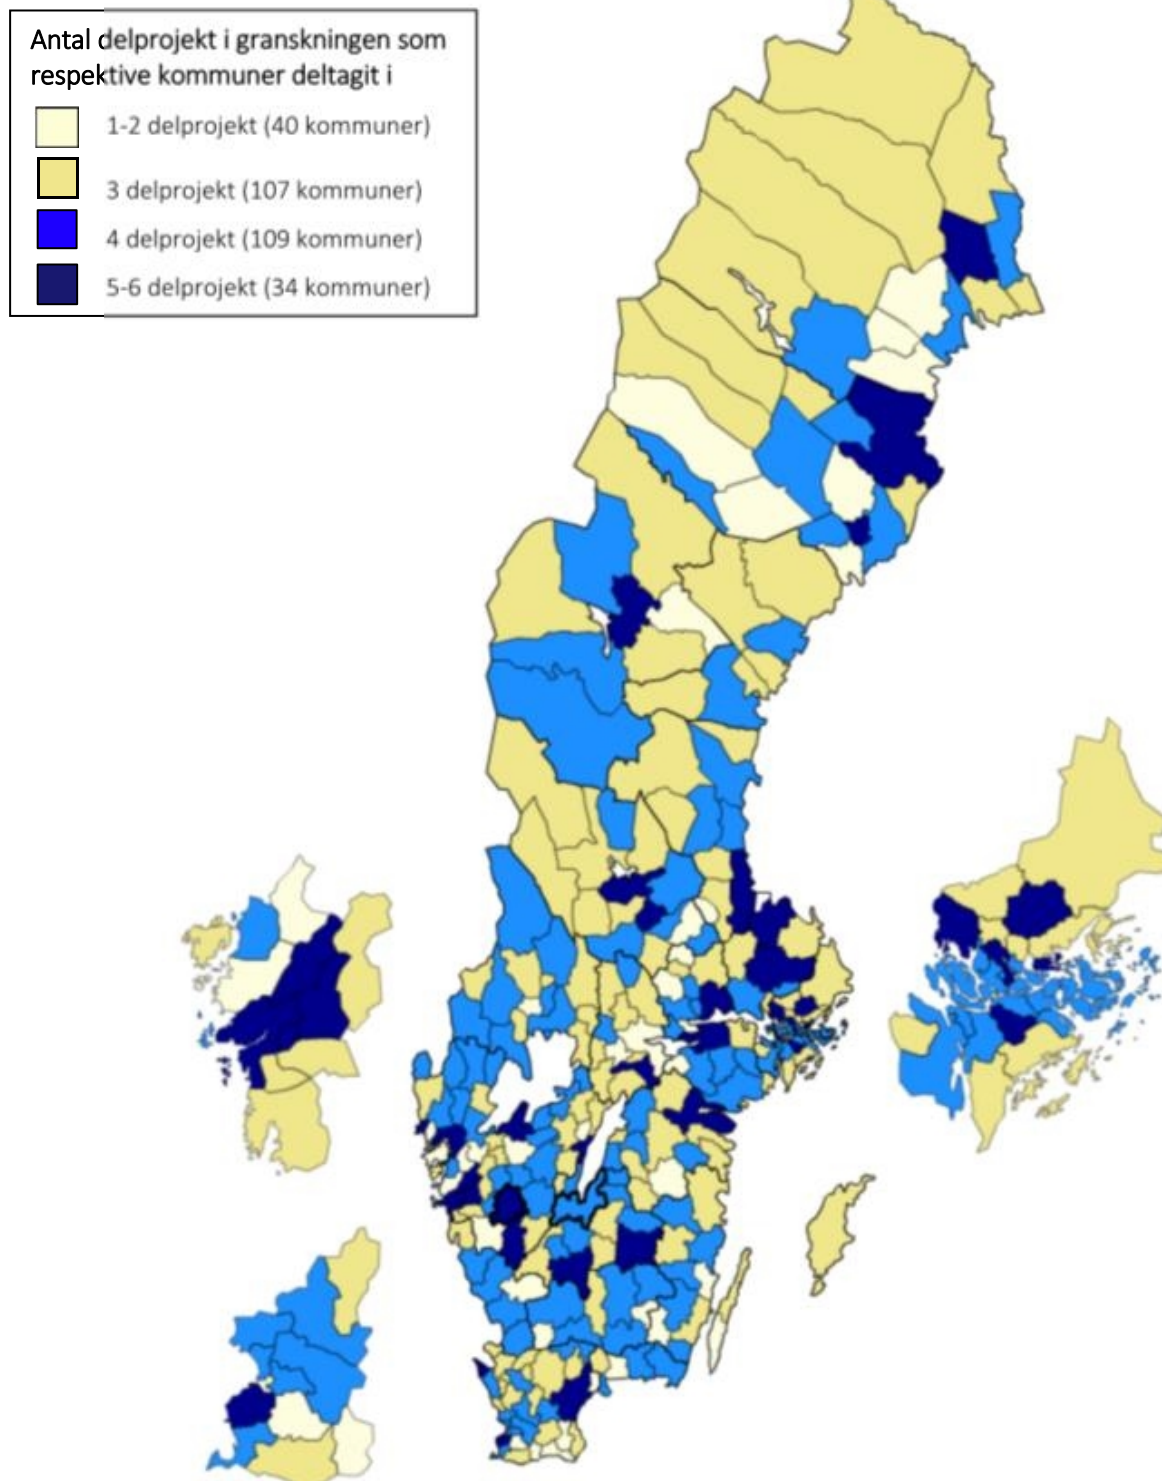 Antal delprojekt i granskningen som
respektive kommuner deltagit i
1-2 delprojekt (40 kommuner)
3 delprojekt (107 kommuner)
4 delprojekt (109 kommuner)
5-6 delprojekt (34 kommuner)